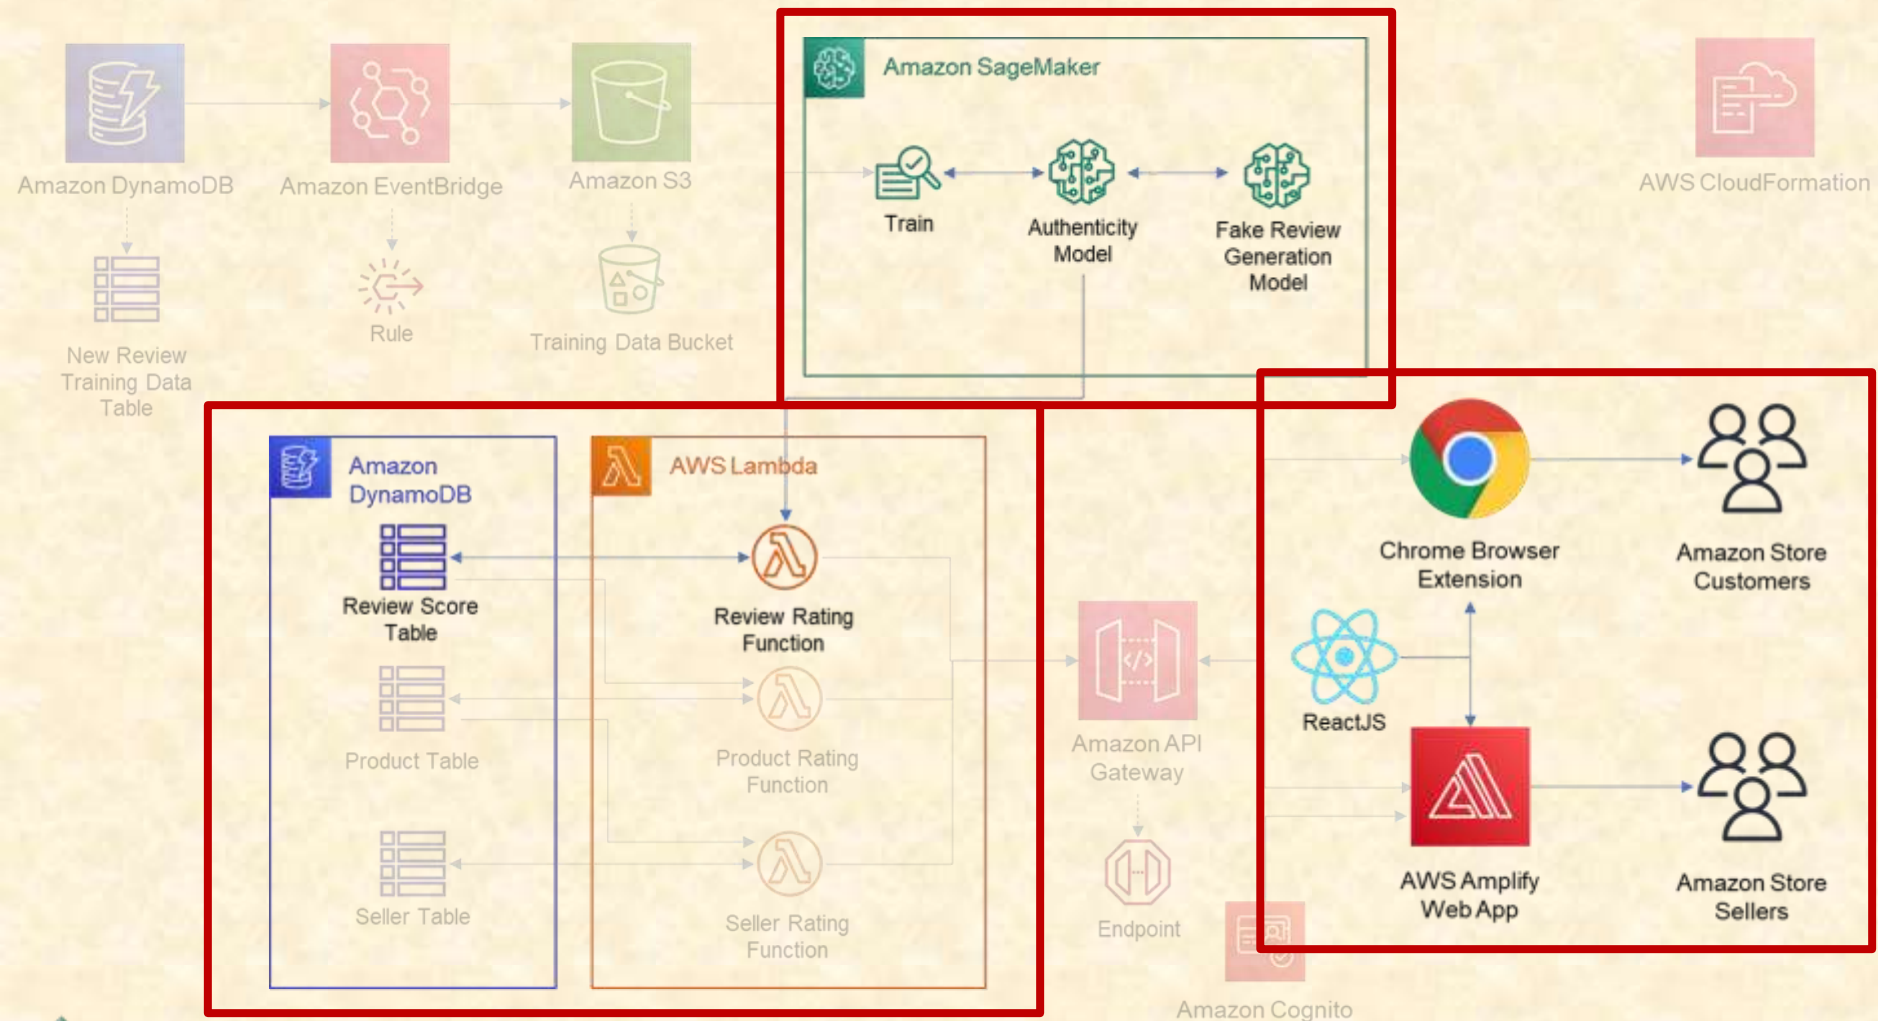 Amazon SageMaker
Amazon DynamoDB
Amazon EventBridge
Amazon S3
AWS CloudFormation
Train
Authenticity
Model
Fake Review
Generation
Model
New Review
Training Data
Table
Rule
Training Data Bucket
Amazon
DynamoDB
AWS Lambda
Review Score
Table
Review Rating
Function
Product Table
Product Rating
Function
Seller Table
Seller Rating
Function
Amazon API
Gateway
Endpoint
Amazon Cognito
Chrome Browser
Extension
Amazon Store
Customers
ReactJS
AWS Amplify
Web App
Amazon Store
Sellers